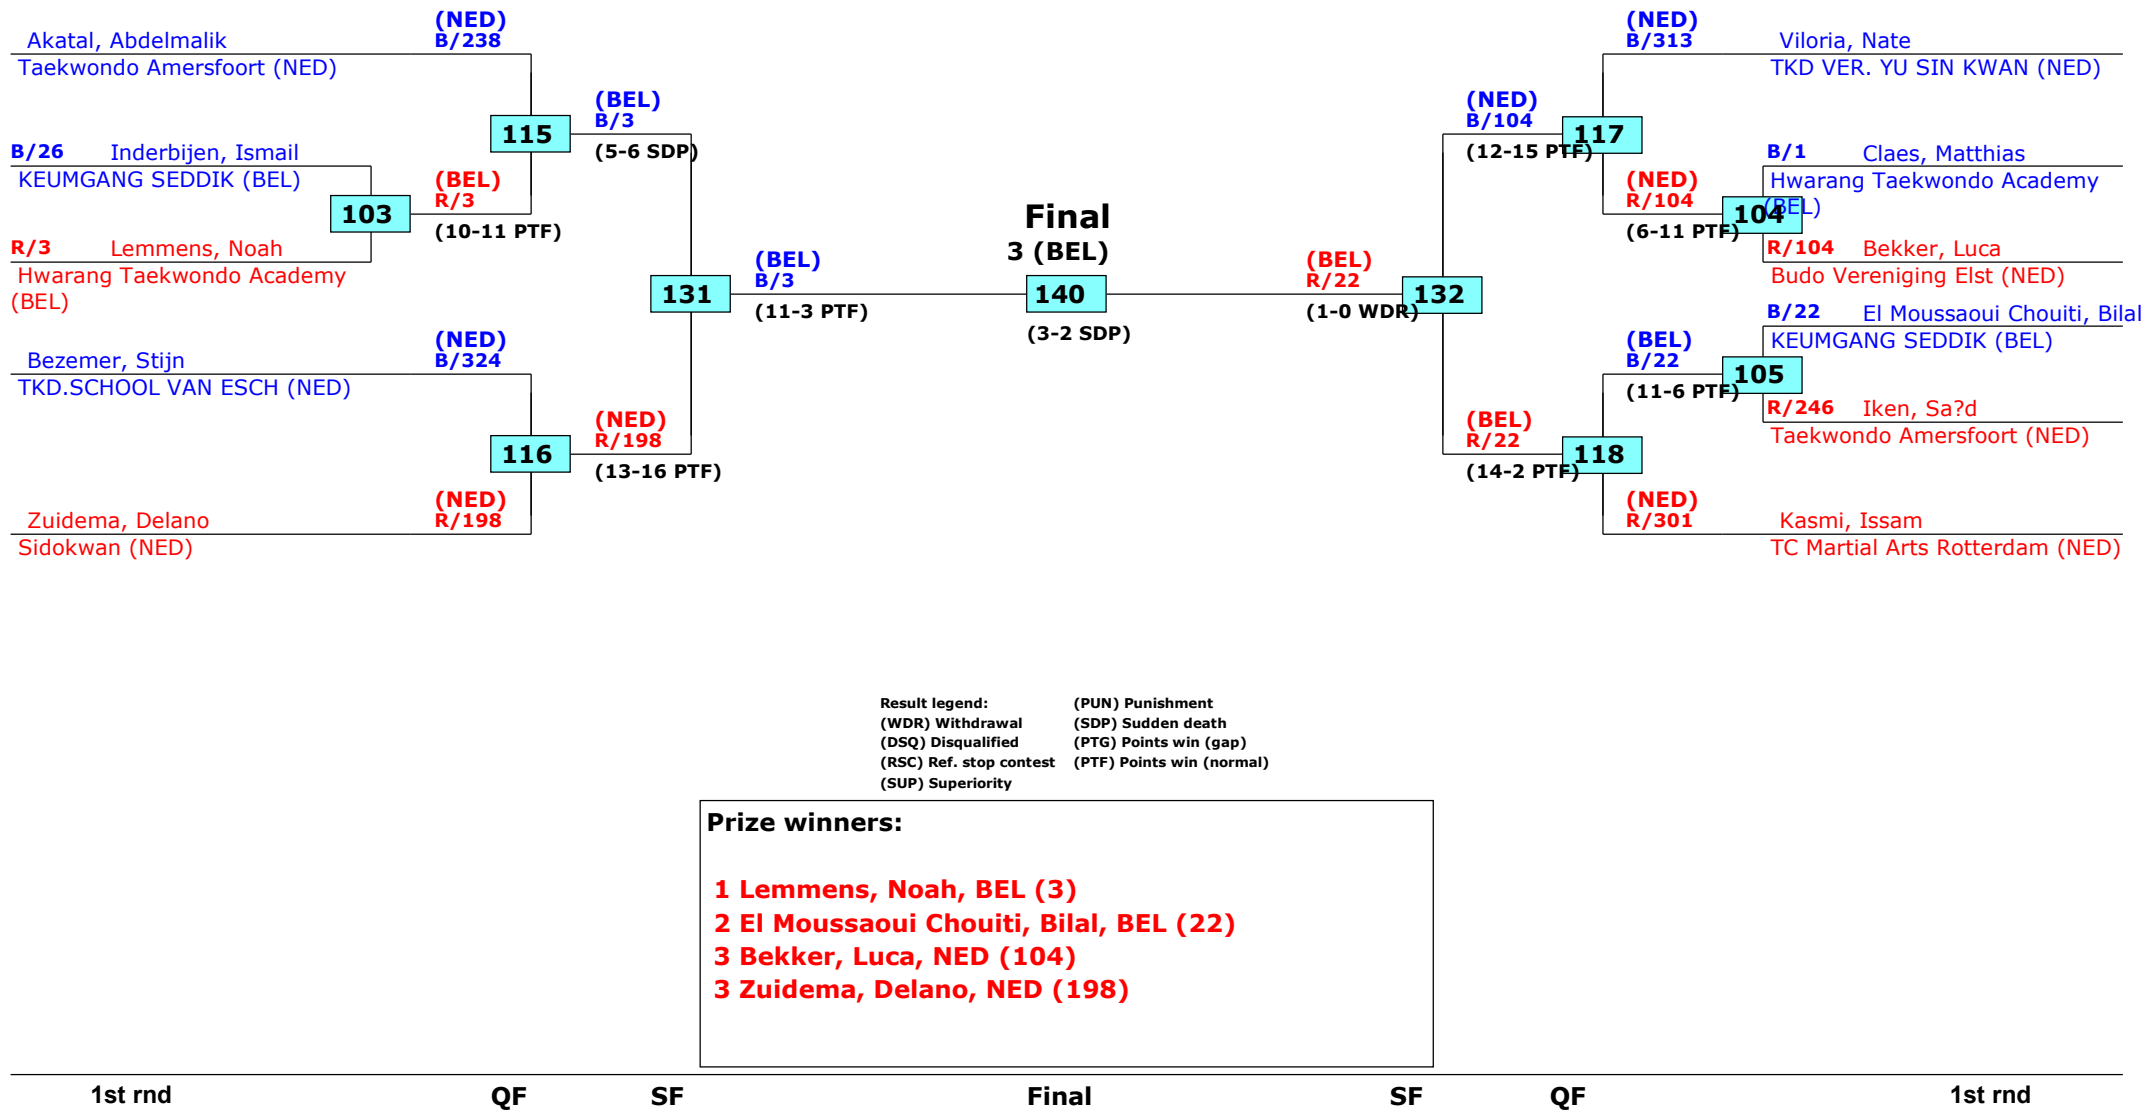 (NED)
B/238
Akatal, Abdelmalik
Taekwondo Amersfoort (NED)
115
(BEL)
B/3
(5-6 SDP)
B/26 Inderbijen, Ismail
KEUMGANG SEDDIK (BEL)
103
(BEL)
R/3
(10-11 PTF)
R/3 Lemmens, Noah
Hwarang Taekwondo Academy
(BEL)
131
(BEL)
B/3
(11-3 PTF)
(NED)
B/324
Bezemer, Stijn
TKD.SCHOOL VAN ESCH (NED)
116
(NED)
R/198
(13-16 PTF)
(NED)
R/198
Zuidema, Delano
Sidokwan (NED)
Final
3 (BEL)
140
(3-2 SDP)
(NED)
B/313
Viloria, Nate
TKD VER. YU SIN KWAN (NED)
(NED)
B/104
117
(12-15 PTF)
B/1 Claes, Matthias
Hwarang Taekwondo Academy
(BEL)
(NED)
R/104
104
(6-11 PTF)
R/104 Bekker, Luca
Budo Vereniging Elst (NED)
(BEL)
R/22
132
(1-0 WDR)
B/22 El Moussaoui Chouiti, Bilal
KEUMGANG SEDDIK (BEL)
(BEL)
B/22
105
(11-6 PTF)
R/246 Iken, Sa?d
Taekwondo Amersfoort (NED)
(BEL)
R/22
118
(14-2 PTF)
(NED)
R/301
Kasmi, Issam
TC Martial Arts Rotterdam (NED)
Result legend: (PUN) Punishment
(WDR) Withdrawal (SDP) Sudden death
(DSQ) Disqualified (PTG) Points win (gap)
(RSC) Ref. stop contest (PTF) Points win (normal)
(SUP) Superiority
Prize winners:
1 Lemmens, Noah, BEL (3)
2 El Moussaoui Chouiti, Bilal, BEL (22)
3 Bekker, Luca, NED (104)
3 Zuidema, Delano, NED (198)
1st rnd QF SF Final SF QF 1st rnd